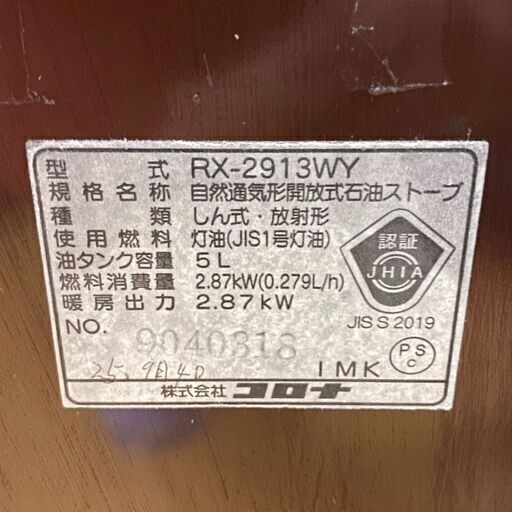 型式 RX-2913WY
規格名称 自然通気形開放式石油ストーブ
種類 しん式・放射形
使用燃料 灯油(JIS1号灯油)
油タンク容量 5L
燃料消費量 2.87kW(0.279L/h)
暖房出力 2.87kW
認証
JHIA
JIS S 2019
NO. 9040318
1MK
PS
C
株式会社コロナ